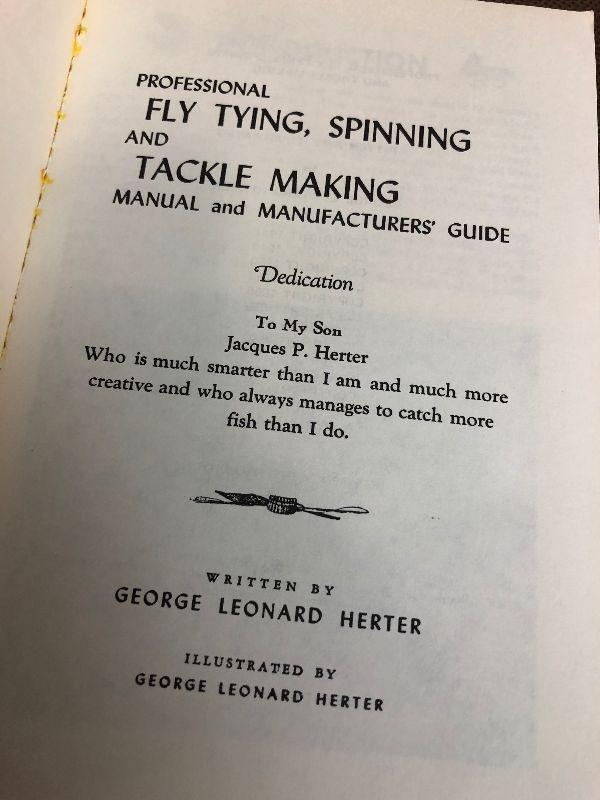 PROFESSIONAL
FLY TYING, SPINNING
AND
TACKLE MAKING
MANUAL and MANUFACTURERS' GUIDE
Dedication
To My Son
Jacques P. Herter
Who is much smarter than I am and much more
creative and who always manages to catch more
fish than I do.
WRITTEN BY
GEORGE LEONARD HERTER
ILLUSTRATED BY
GEORGE LEONARD HERTER